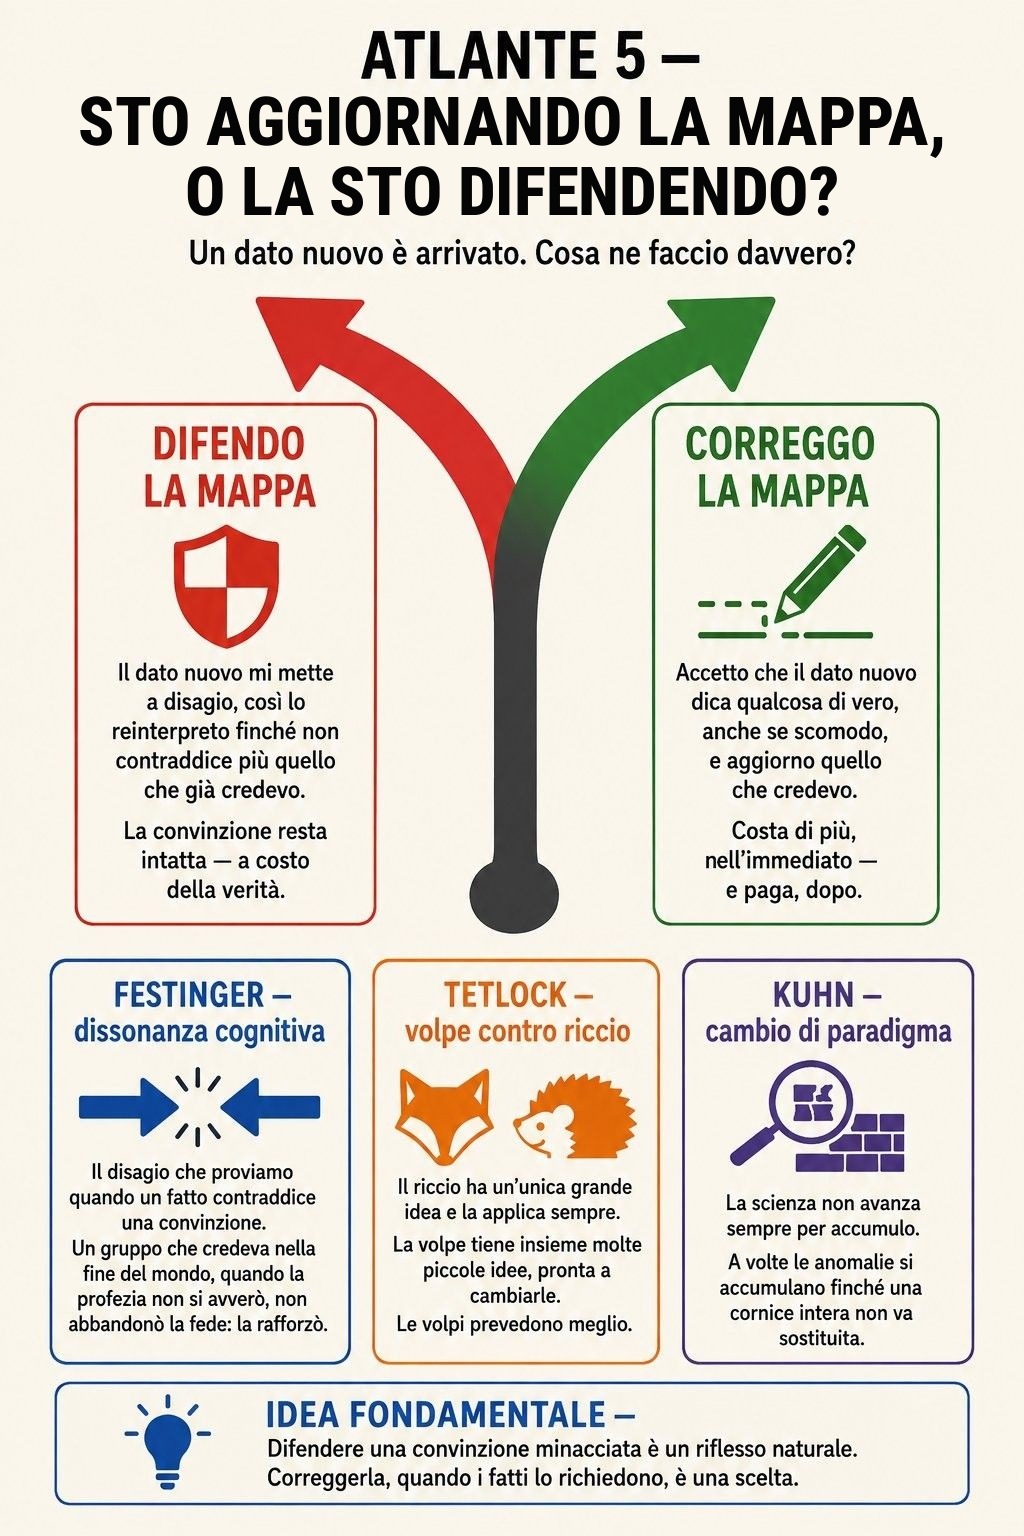 ATLANTE 5 —
STO AGGIORNANDO LA MAPPA,
O LA STO DIFENDENDO?
Un dato nuovo è arrivato. Cosa ne faccio davvero?
DIFENDO
LA MAPPA
Il dato nuovo mi mette
a disagio, così lo
reinterpreto finché non
contraddice più quello
che già credevo.
La convinzione resta
intatta — a costo
della verità.
CORREGGO
LA MAPPA
Accetto che il dato nuovo
dica qualcosa di vero,
anche se scomodo,
e aggiorno quello
che credevo.
Costa di più,
nell'immediato —
e paga, dopo.
FESTINGER —
dissonanza cognitiva
Il disagio che proviamo
quando un fatto contraddice
una convinzione.
Un gruppo che credeva nella
fine del mondo, quando la
profezia non si avverò, non
abbandonò la fede: la rafforzò.
TETLOCK —
volpe contro riccio
Il riccio ha un'unica grande
idea e la applica sempre.
La volpe tiene insieme molte
piccole idee, pronta a
cambiarle.
Le volpi prevedono meglio.
KUHN —
cambio di paradigma
La scienza non avanza
sempre per accumulo.
A volte le anomalie si
accumulano finché una
cornice intera non va
sostituita.
IDEA FONDAMENTALE —
Difendere una convinzione minacciata è un riflesso naturale.
Correggerla, quando i fatti lo richiedono, è una scelta.